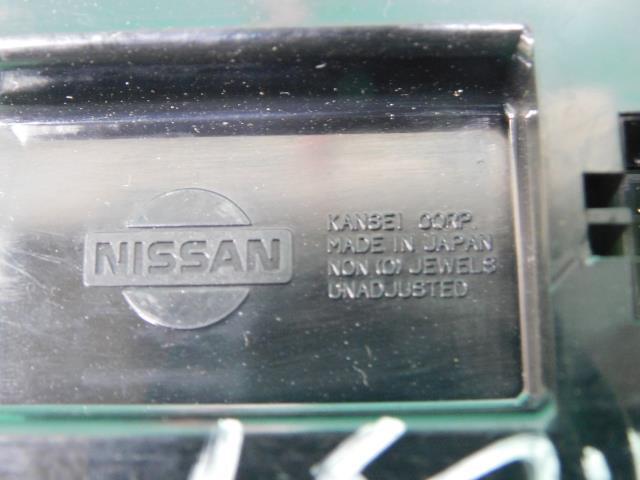 NISSAN
KANSEI CORP.
MADE IN JAPAN
NON (0) JEWELS
UNADJUSTED